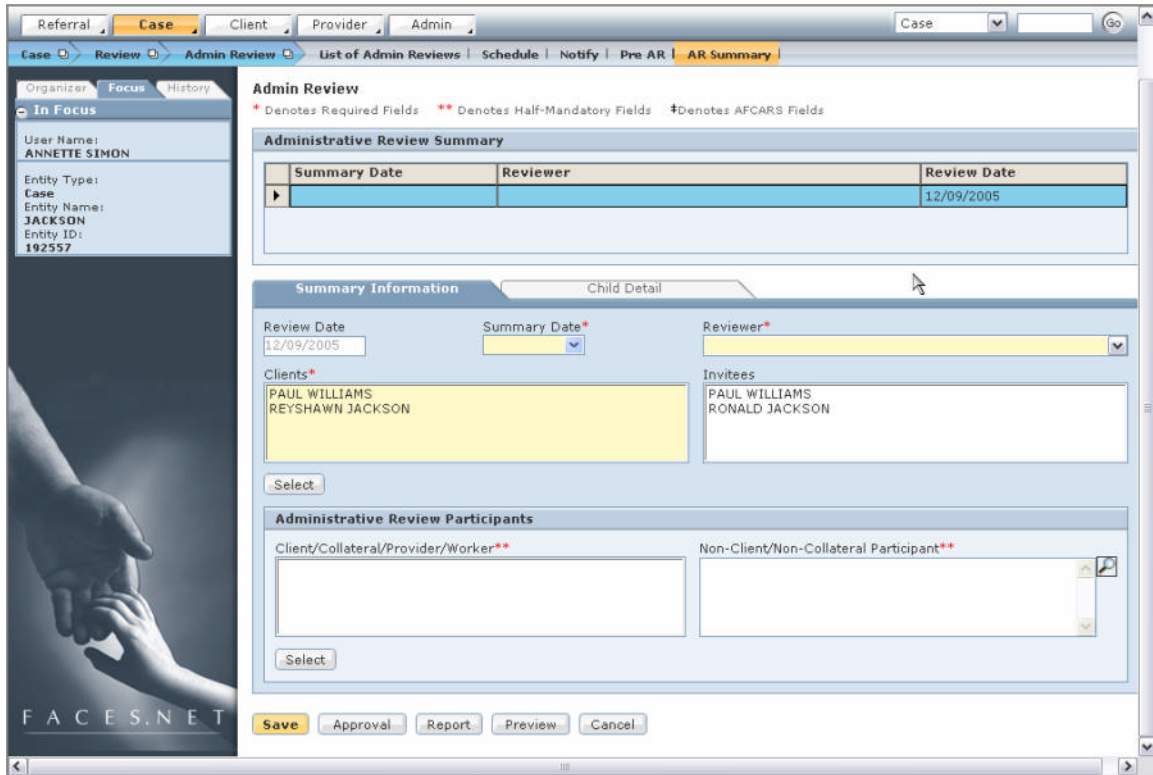 Referral Case Client Provider Admin Case Go
Case Review Admin Review List of Admin Reviews | Schedule | Notify | Pre AR | AR Summary |
Organizer Focus History
In Focus
User Name:
ANNETTE SIMON
Entity Type:
Case
Entity Name:
JACKSON
Entity ID:
192557
FACES.NET
Admin Review
* Denotes Required Fields ** Denotes Half-Mandatory Fields ‡Denotes AFCARS Fields
Administrative Review Summary
Summary Date Reviewer Review Date
12/09/2005
Summary Information Child Detail
Review Date Summary Date* Reviewer*
12/09/2005
Clients* Invitees
PAUL WILLIAMS PAUL WILLIAMS
REYSHAWN JACKSON RONALD JACKSON
Select
Administrative Review Participants
Client/Collateral/Provider/Worker** Non-Client/Non-Collateral Participant**
Select
Save Approval Report Preview Cancel